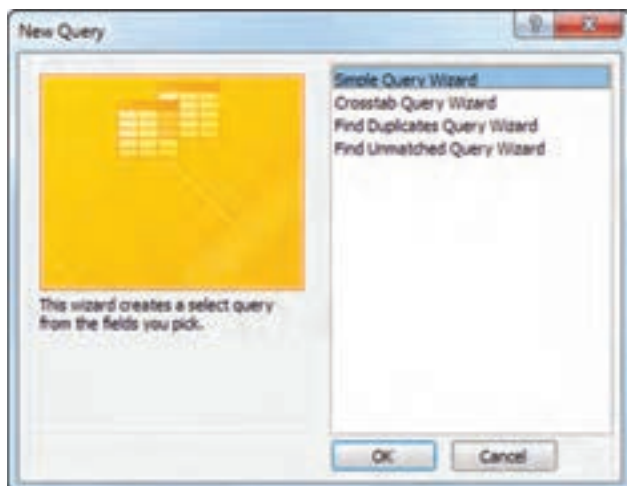 New Query
Simple Query Wizard
Crosstab Query Wizard
Find Duplicates Query Wizard
Find Unmatched Query Wizard
This wizard creates a select query
from the fields you pick.
OK
Cancel